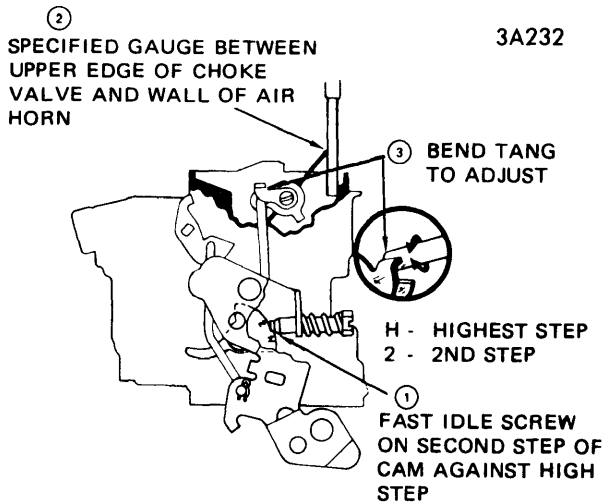 2
SPECIFIED GAUGE BETWEEN
UPPER EDGE OF CHOKE
VALVE AND WALL OF AIR
HORN
3A232
3 BEND TANG
TO ADJUST
H - HIGHEST STEP
2 - 2ND STEP
1
FAST IDLE SCREW
ON SECOND STEP OF
CAM AGAINST HIGH
STEP